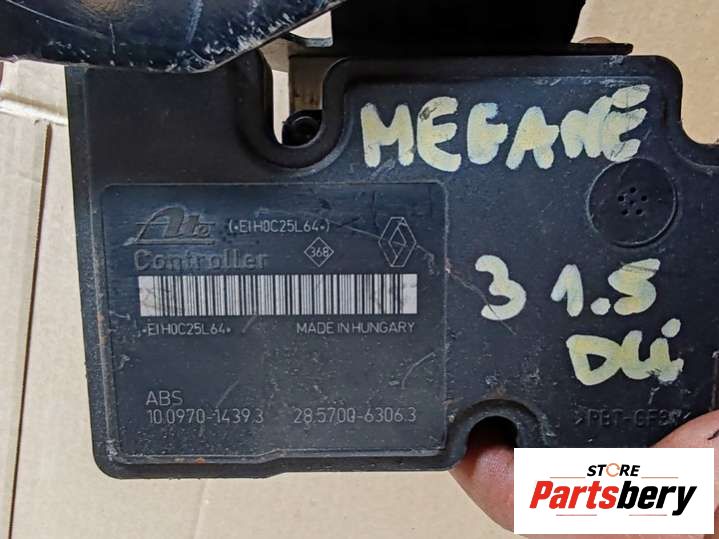 MEGANE
Ate
(•E1H0C25L64•)
368
Controller
3 1.5
•E1H0C25L64•
MADE IN HUNGARY
DCi
ABS
10.0970-1439.3
28.5700-6306.3
STORE
Partsbery